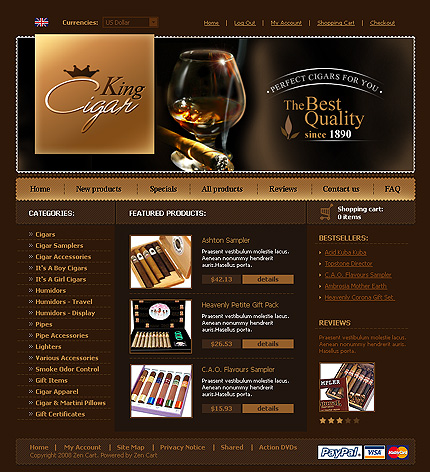 Currencies: US Dollar
Home | Log Out | My Account | Shopping Cart | Checkout
King
Cigar
PERFECT CIGARS FOR YOU
The Best
Quality
since 1890
Home New products Specials All products Reviews Contact us FAQ
CATEGORIES:
Cigars
Cigar Samplers
Cigar Accessories
It's A Boy Cigars
It's A Girl Cigars
Humidors
Humidors - Travel
Humidors - Display
Pipes
Pipe Accessories
Lighters
Various Accessories
Smoke Odor Control
Gift Items
Cigar Apparel
Cigar & Martini Pillows
Gift Certificates
FEATURED PRODUCTS:
Ashton Sampler
Praesent vestibulum molestie lacus.
Aenean nonummy hendrerit
auris.Hasellus porta.
$42.13 details
Heavenly Petite Gift Pack
Praesent vestibulum molestie lacus.
Aenean nonummy hendrerit
auris.Hasellus porta.
$26.53 details
C.A.O. Flavours Sampler
Praesent vestibulum molestie lacus.
Aenean nonummy hendrerit
auris.Hasellus porta.
$15.93 details
Shopping cart:
0 items
BESTSELLERS:
Acid Kuba Kuba
Topstone Director
C.A.O. Flavours Sampler
Ambrosia Mother Earth
Heavenly Corona Gift Set
REVIEWS
Praesent vestibulum molestie
lacus. Aenean nonummy hendrerit
auris.Hasellus porta.
MPLER
Home | My Account | Site Map | Privacy Notice | Shared | Action DVDs
Copyright 2008 Zen Cart. Powered by Zen Cart
PayPal VISA MasterCard